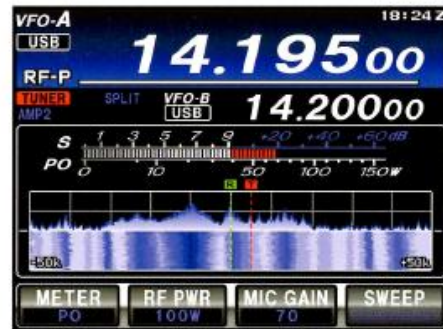 VFO-A 18:24 Z
USB 14.19500
RF-P
TUNER SPLIT VFO-B
AMP2 USB 14.20000
S 1 3 5 7 9 +20 +40 +60dB
PO 0 10 50 100 150W
R T
-50k +50k
METER RF PWR MIC GAIN SWEEP
PO 100W 70